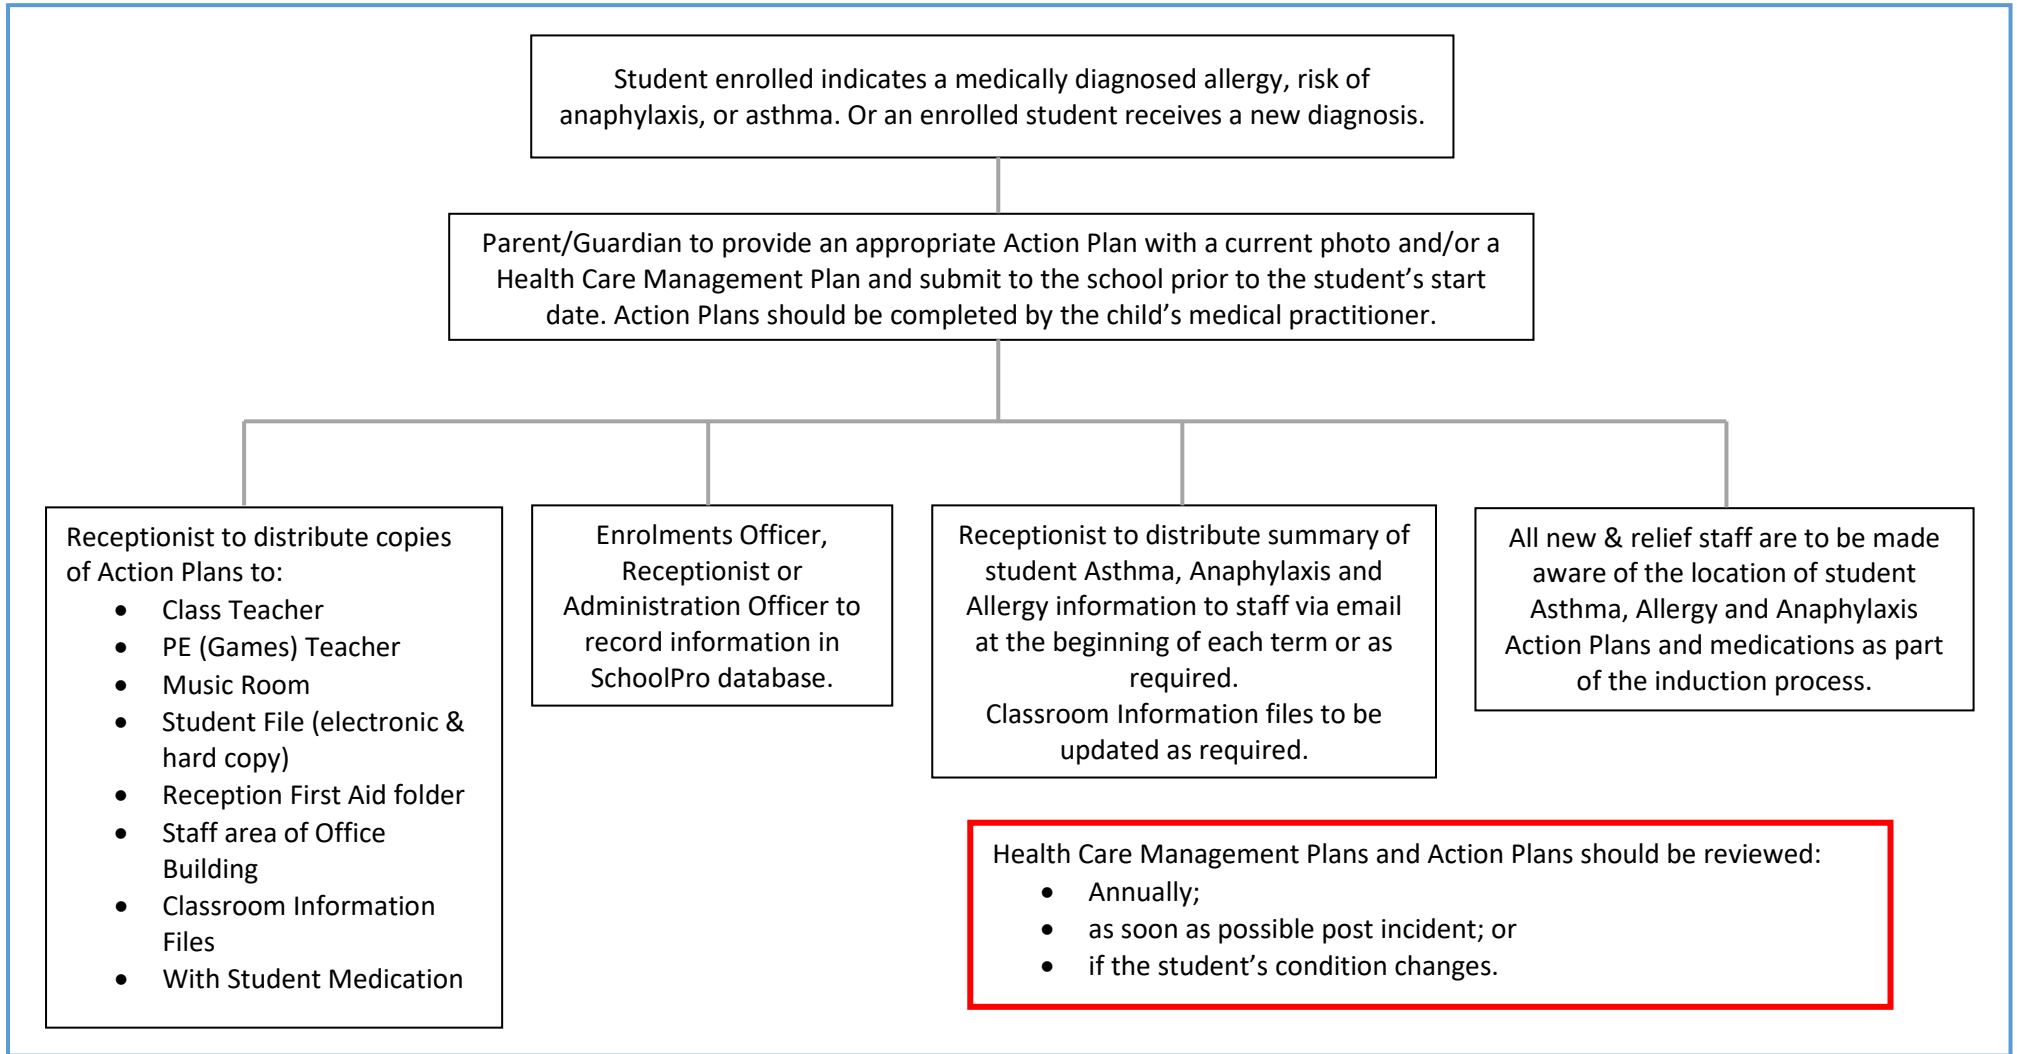 Student enrolled indicates a medically diagnosed allergy, risk of
anaphylaxis, or asthma. Or an enrolled student receives a new diagnosis.
Parent/Guardian to provide an appropriate Action Plan with a current photo and/or a
Health Care Management Plan and submit to the school prior to the student’s start
date. Action Plans should be completed by the child’s medical practitioner.
Receptionist to distribute copies
of Action Plans to:
• Class Teacher
• PE (Games) Teacher
• Music Room
• Student File (electronic &
hard copy)
• Reception First Aid folder
• Staff area of Office
Building
• Classroom Information
Files
• With Student Medication
Enrolments Officer,
Receptionist or
Administration Officer to
record information in
SchoolPro database.
Receptionist to distribute summary of
student Asthma, Anaphylaxis and
Allergy information to staff via email
at the beginning of each term or as
required.
Classroom Information files to be
updated as required.
All new & relief staff are to be made
aware of the location of student
Asthma, Allergy and Anaphylaxis
Action Plans and medications as part
of the induction process.
Health Care Management Plans and Action Plans should be reviewed:
• Annually;
• as soon as possible post incident; or
• if the student’s condition changes.